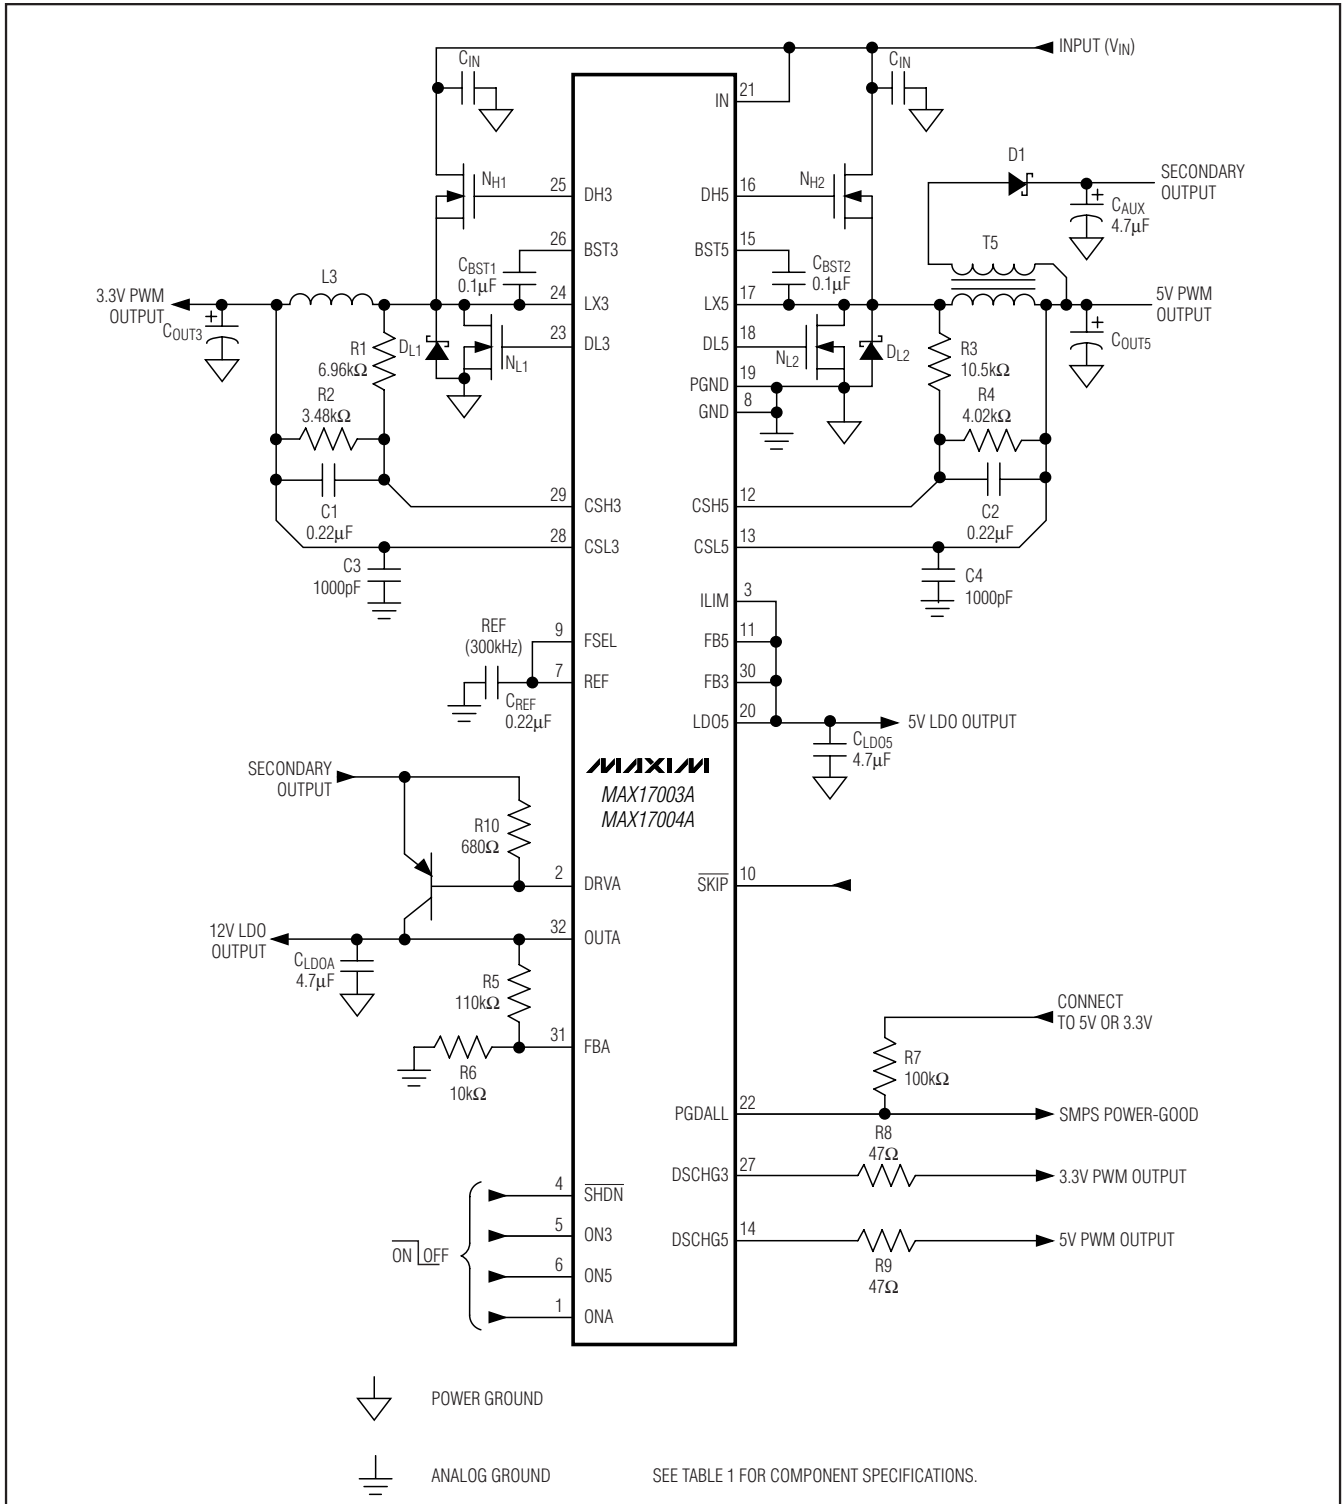 INPUT (VIN)
CIN
CIN
IN
21
NH1
25
DH3
DH5
16
NH2
D1
SECONDARY
OUTPUT
CAUX
4.7μF
26
BST3
BST5
15
T5
CBST1
0.1μF
CBST2
0.1μF
L3
3.3V PWM
OUTPUT
24
LX3
LX5
17
5V PWM
OUTPUT
COUT3
COUT5
R1
6.96kΩ
DL1
NL1
23
DL3
DL5
18
NL2
DL2
R3
10.5kΩ
PGND
19
GND
8
R2
3.48kΩ
R4
4.02kΩ
C1
0.22μF
29
CSH3
CSH5
12
C2
0.22μF
28
CSL3
CSL5
13
C3
1000pF
C4
1000pF
ILIM
3
REF
(300kHz)
9
FSEL
FB5
11
7
REF
FB3
30
CREF
0.22μF
LDO5
20
5V LDO OUTPUT
CLDO5
4.7μF
MAXIM
MAX17003A
MAX17004A
SECONDARY
OUTPUT
R10
680Ω
2
DRVA
SKIP
10
12V LDO
OUTPUT
32
OUTA
CLDOA
4.7μF
R5
110kΩ
31
FBA
R6
10kΩ
CONNECT
TO 5V OR 3.3V
R7
100kΩ
PGDALL
22
SMPS POWER-GOOD
R8
47Ω
DSCHG3
27
3.3V PWM OUTPUT
4
SHDN
5
ON3
DSCHG5
14
5V PWM OUTPUT
R9
47Ω
ON OFF
6
ON5
1
ONA
POWER GROUND
ANALOG GROUND
SEE TABLE 1 FOR COMPONENT SPECIFICATIONS.